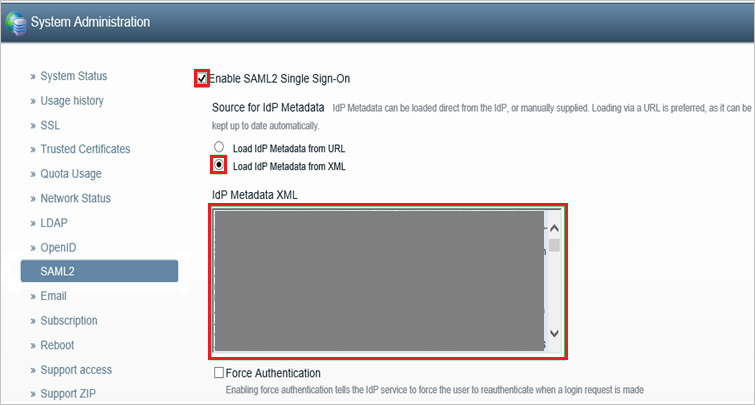 System Administration
» System Status
» Usage history
» SSL
» Trusted Certificates
» Quota Usage
» Network Status
» LDAP
» OpenID
SAML2
» Email
» Subscription
» Reboot
» Support access
» Support ZIP
Enable SAML2 Single Sign-On
Source for IdP Metadata IdP Metadata can be loaded direct from the IdP, or manually supplied. Loading via a URL is preferred, as it can be
kept up to date automatically.
Load IdP Metadata from URL
Load IdP Metadata from XML
IdP Metadata XML
Force Authentication
Enabling force authentication tells the IdP service to force the user to reauthenticate when a login request is made